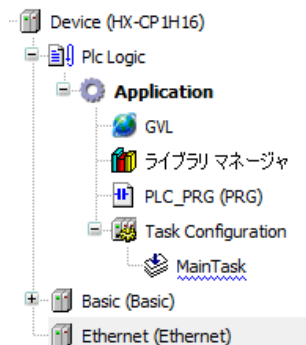 Device (HX-CP1H16)
Plc Logic
Application
GVL
ライブラリ マネージャ
PLC_PRG (PRG)
Task Configuration
MainTask
Basic (Basic)
Ethernet (Ethernet)